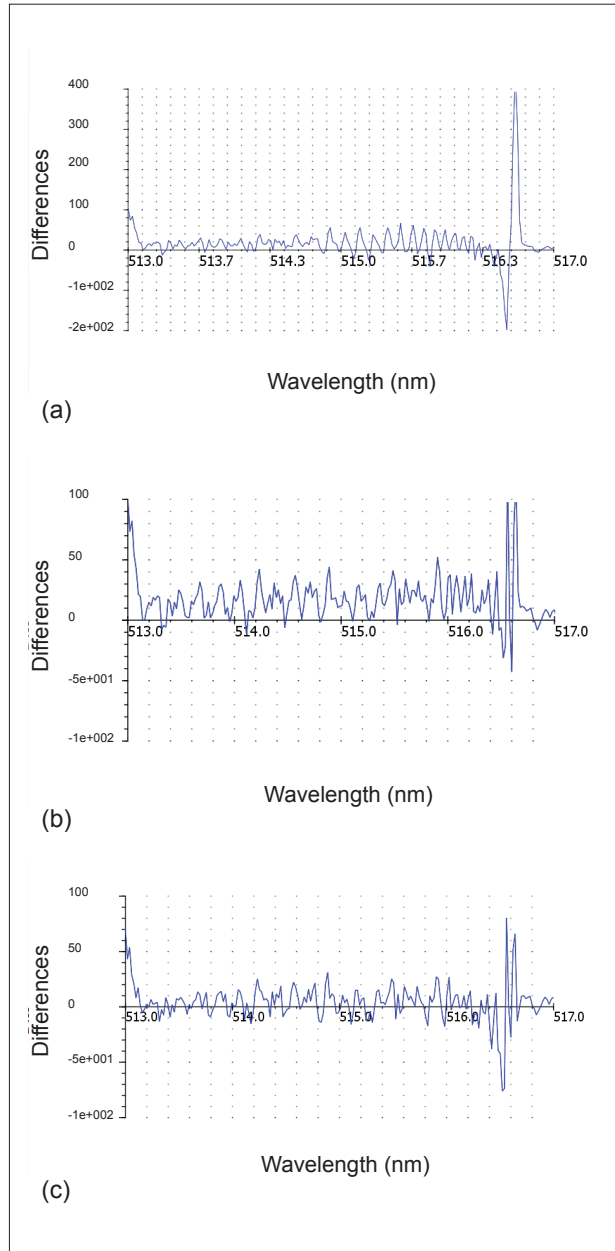 400
300
200
100
0
-1e+002
-2e+002
Differences
513.0 513.7 514.3 515.0 515.7 516.3 517.0
Wavelength (nm)
(a)
100
50
0
-5e+001
-1e+002
Differences
513.0 514.0 515.0 516.0 517.0
Wavelength (nm)
(b)
100
50
0
-5e+001
-1e+002
Differences
513.0 514.0 515.0 516.0 517.0
Wavelength (nm)
(c)